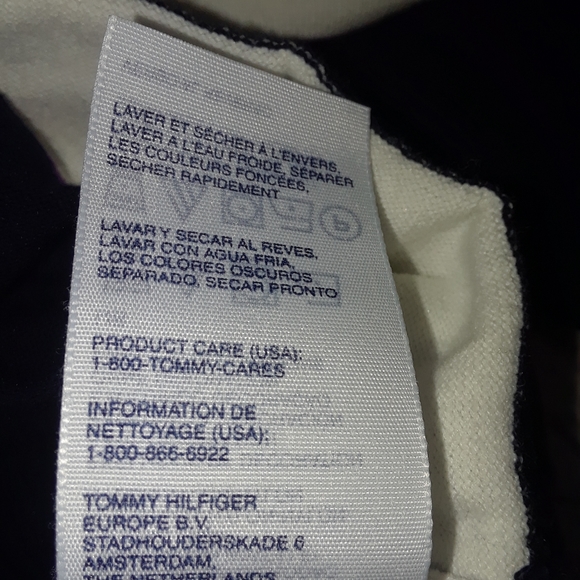 LAVER ET SÉCHER À L'ENVERS,
LAVER A L'EAU FROIDE, SÉPARER
LES COULEURS FONCÉES,
SÉCHER RAPIDEMENT
LAVAR Y SECAR AL REVES,
LAVAR CON AGUA FRIA,
LOS COLORES OSCUROS
SEPARADO, SECAR PRONTO
PRODUCT CARE (USA):
1-800-TOMMY-CARES
INFORMATION DE
NETTOYAGE (USA):
1-800-866-6922
TOMMY HILFIGER
EUROPE B.V.
STADHOUDERSKADE 6
AMSTERDAM,
THE NETHERLANDS